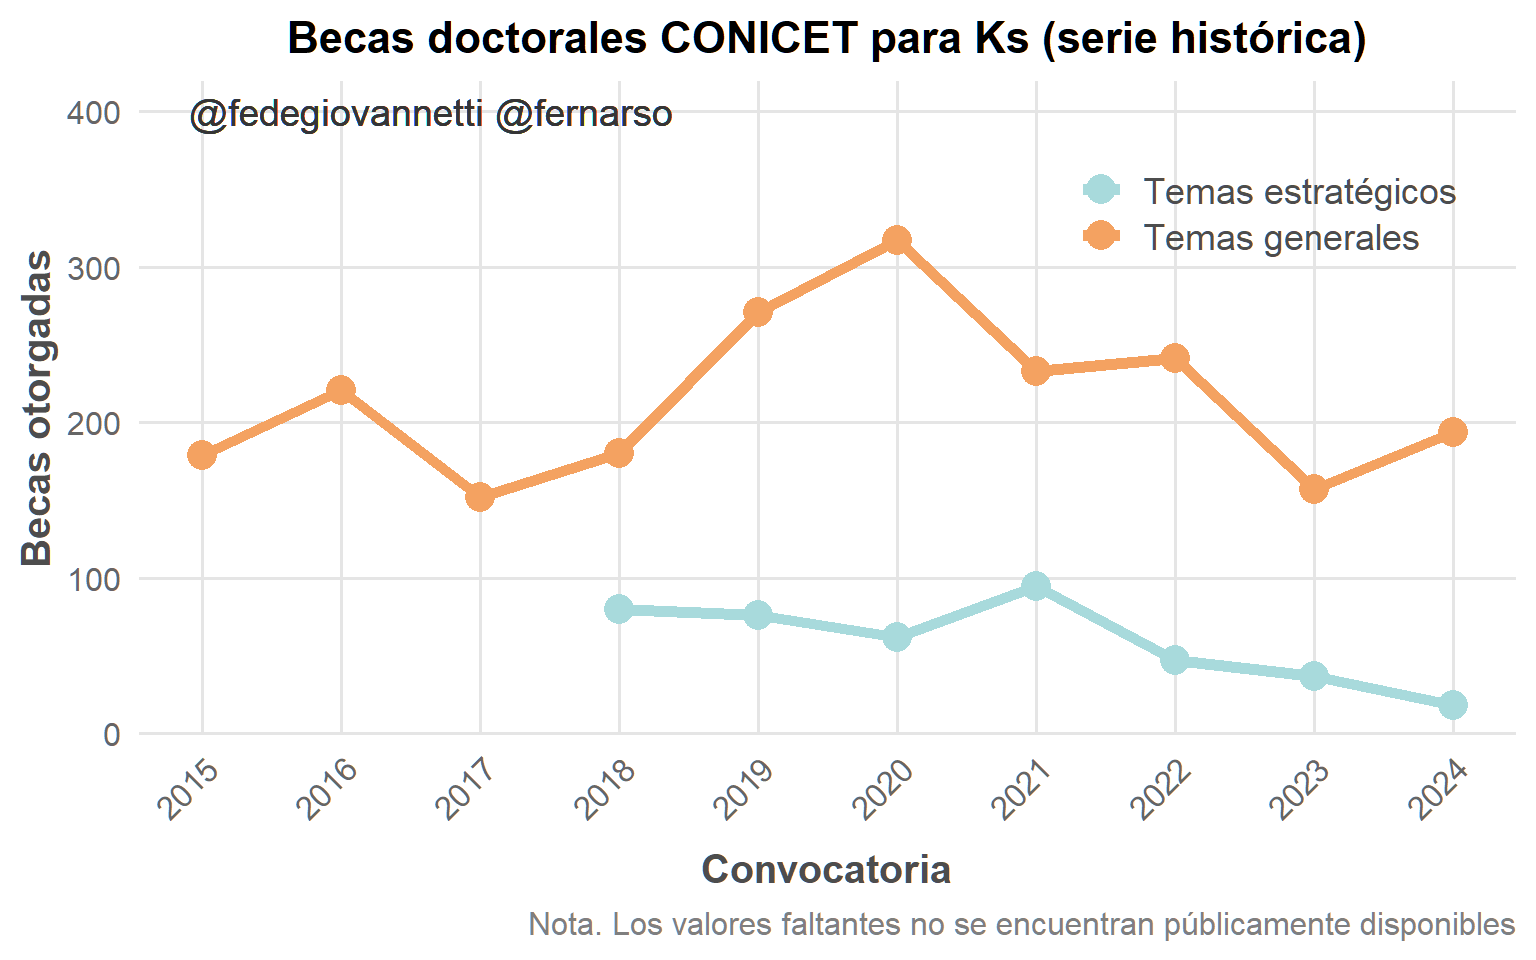 Becas doctorales CONICET para Ks (serie histórica)
@fedegiovannetti @fernarso
Temas estratégicos
Temas generales
Becas otorgadas
400
300
200
100
0
2015
2016
2017
2018
2019
2020
2021
2022
2023
2024
Convocatoria
Nota. Los valores faltantes no se encuentran públicamente disponibles